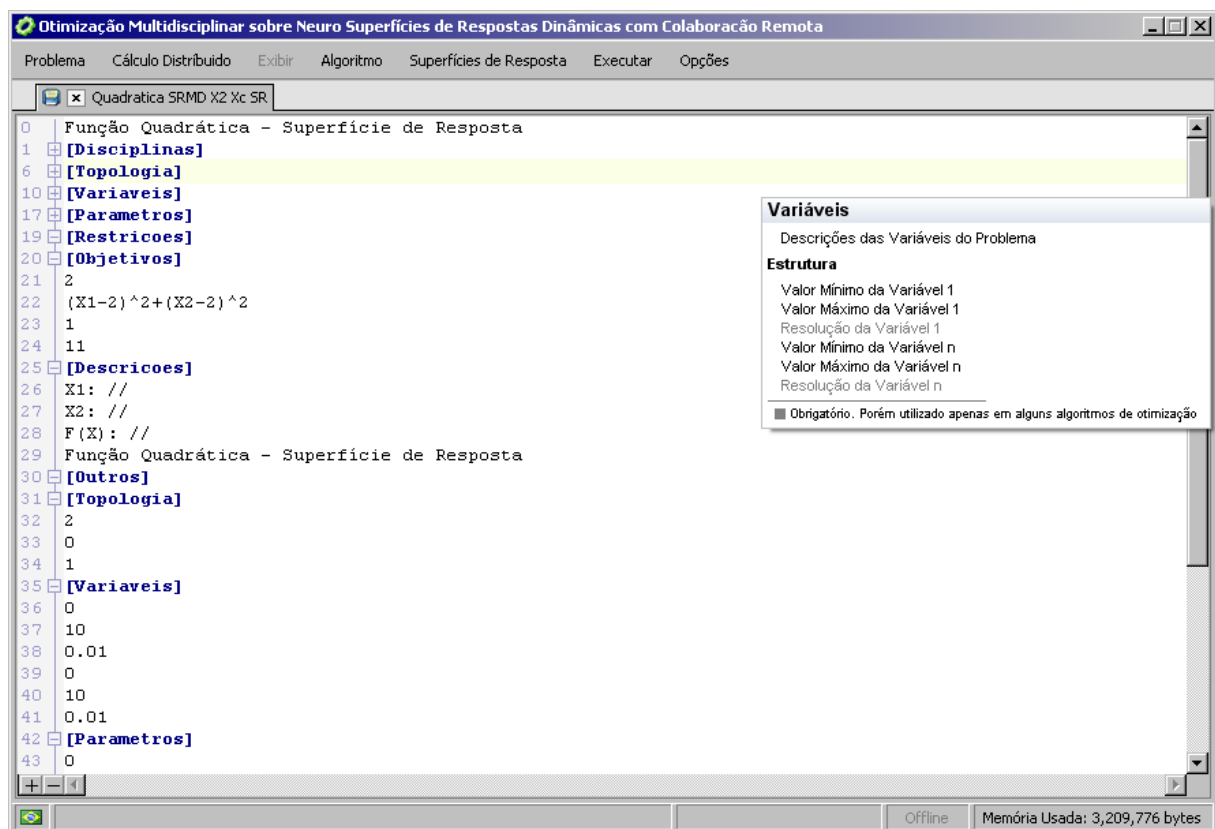 Otimização Multidisciplinar sobre Neuro Superfícies de Respostas Dinâmicas com Colaboracão Remota
Problema Cálculo Distríbuido Exibir Algoritmo Superfícies de Resposta Executar Opções
Quadratica SRMD X2 Xc SR
0 Função Quadrática - Superfície de Resposta
1 [Disciplinas]
6 [Topologia]
10 [Variaveis]
17 [Parametros]
19 [Restricoes]
20 [Objetivos]
21 2
22 (X1-2)^2+(X2-2)^2
23 1
24 11
25 [Descricoes]
26 X1: //
27 X2: //
28 F(X): //
29 Função Quadrática - Superfície de Resposta
30 [Outros]
31 [Topologia]
32 2
33 0
34 1
35 [Variaveis]
36 0
37 10
38 0.01
39 0
40 10
41 0.01
42 [Parametros]
43 0
Variáveis
Descrições das Variáveis do Problema
Estrutura
Valor Mínimo da Variável 1
Valor Máximo da Variável 1
Resolução da Variável 1
Valor Mínimo da Variável n
Valor Máximo da Variável n
Resolução da Variável n
Obrigatório. Porém utilizado apenas em alguns algoritmos de otimização
Offline Memória Usada: 3,209,776 bytes